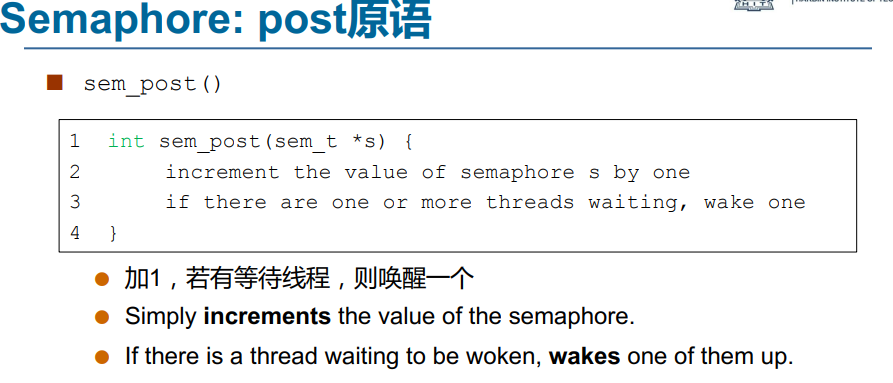 Semaphore: post原语
sem_post()
1 int sem_post(sem_t *s) {
2 increment the value of semaphore s by one
3 if there are one or more threads waiting, wake one
4 }
加1，若有等待线程，则唤醒一个
Simply increments the value of the semaphore.
If there is a thread waiting to be woken, wakes one of them up.